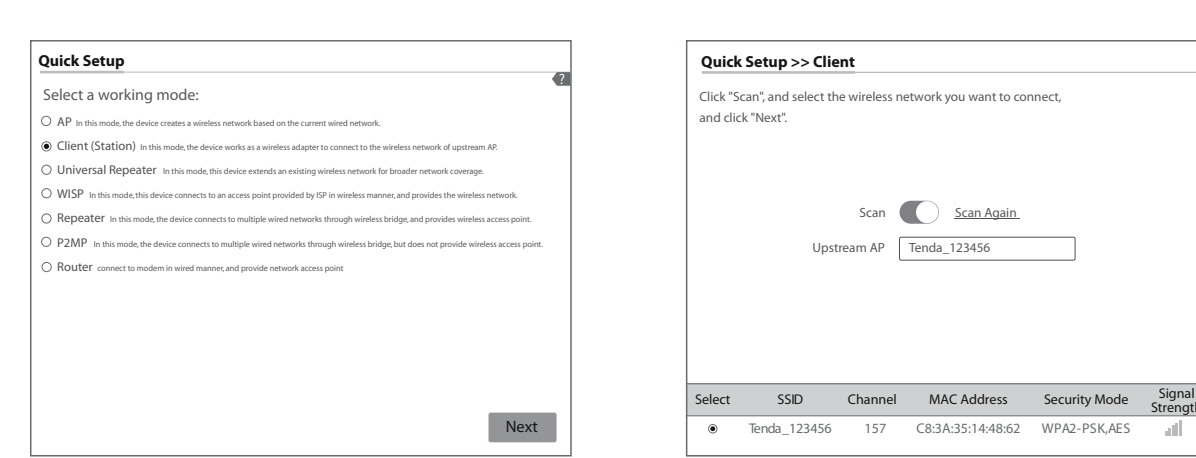 Quick Setup
?
Select a working mode:
AP In this mode, the device creates a wireless network based on the current wired network.
Client (Station) In this mode, the device works as a wireless adapter to connect to the wireless network of upstream AP.
Universal Repeater In this mode, this device extends an existing wireless network for broader network coverage.
WISP In this mode, this device connects to an access point provided by ISP in wireless manner, and provides the wireless network.
Repeater In this mode, the device connects to multiple wired networks through wireless bridge, and provides wireless access point.
P2MP In this mode, the device connects to multiple wired networks through wireless bridge, but does not provide wireless access point.
Router connect to modem in wired manner, and provide network access point
Next
Quick Setup >> Client
Click "Scan", and select the wireless network you want to connect,
and click "Next".
Scan Scan Again
Upstream AP Tenda_123456
Select SSID Channel MAC Address Security Mode Signal
Strength
Tenda_123456 157 C8:3A:35:14:48:62 WPA2-PSK,AES